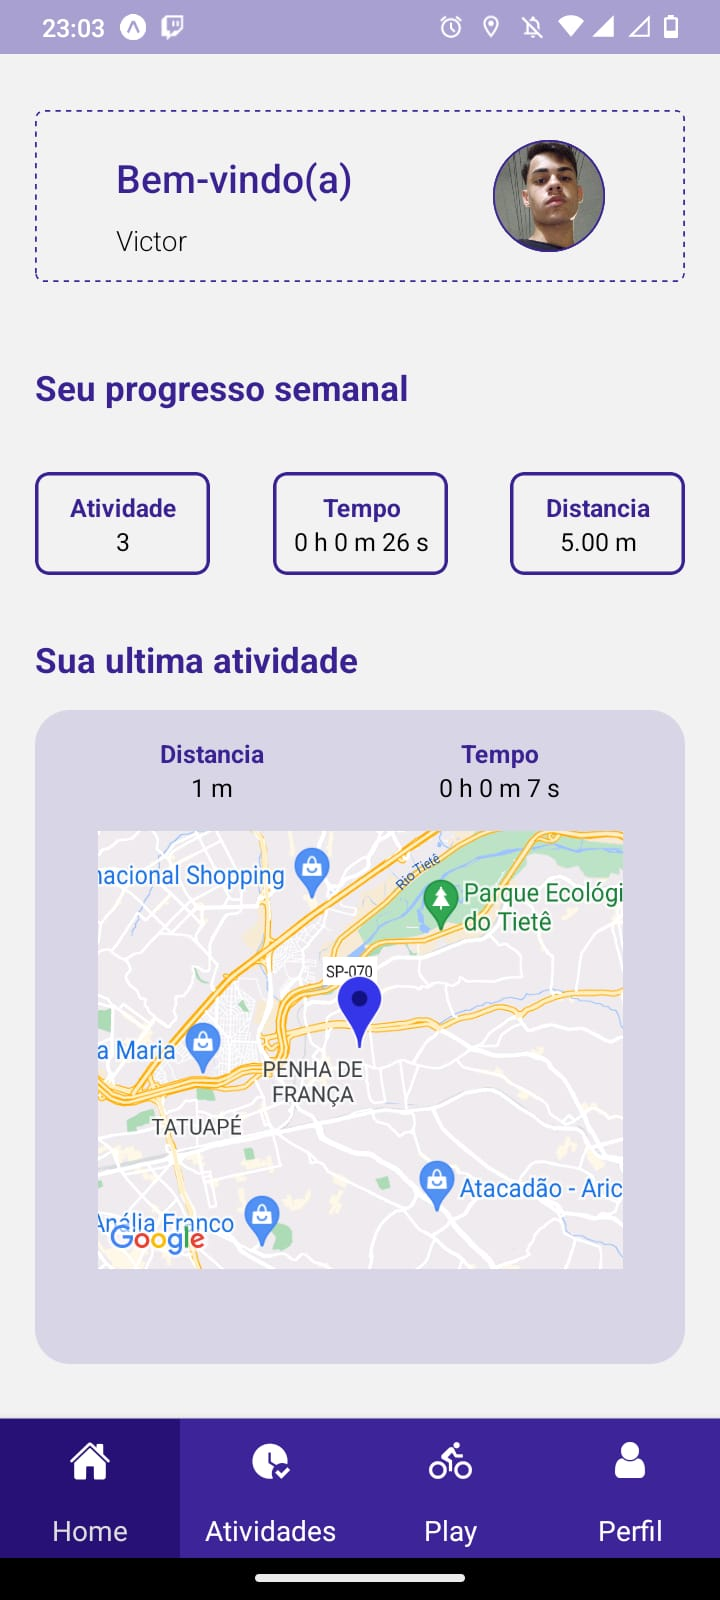 23:03
Bem-vindo(a)
Victor
Seu progresso semanal
Atividade
3
Tempo
0 h 0 m 26 s
Distancia
5.00 m
Sua ultima atividade
Distancia
1 m
Tempo
0 h 0 m 7 s
nacional Shopping
Rio Tietê
Parque Ecológi
do Tietê
SP-070
a Maria
PENHA DE
FRANÇA
TATUAPÉ
Atacadão - Aric
Anália Franco
Google
Home
Atividades
Play
Perfil